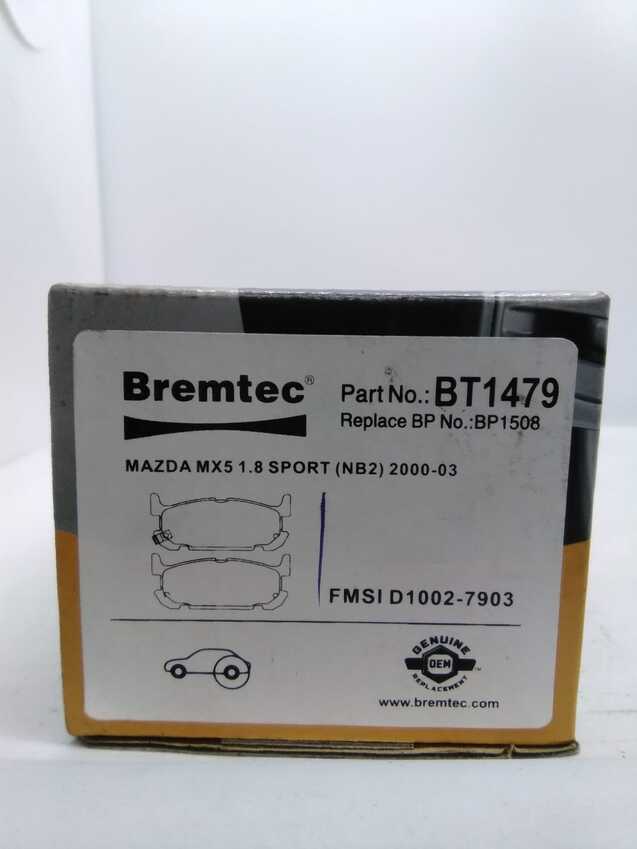 Bremtec®
Part No.: BT1479
Replace BP No.:BP1508
MAZDA MX5 1.8 SPORT (NB2) 2000-03
FMSI D1002-7903
GENUINE
OEM
REPLACEMENT
™
www.bremtec.com